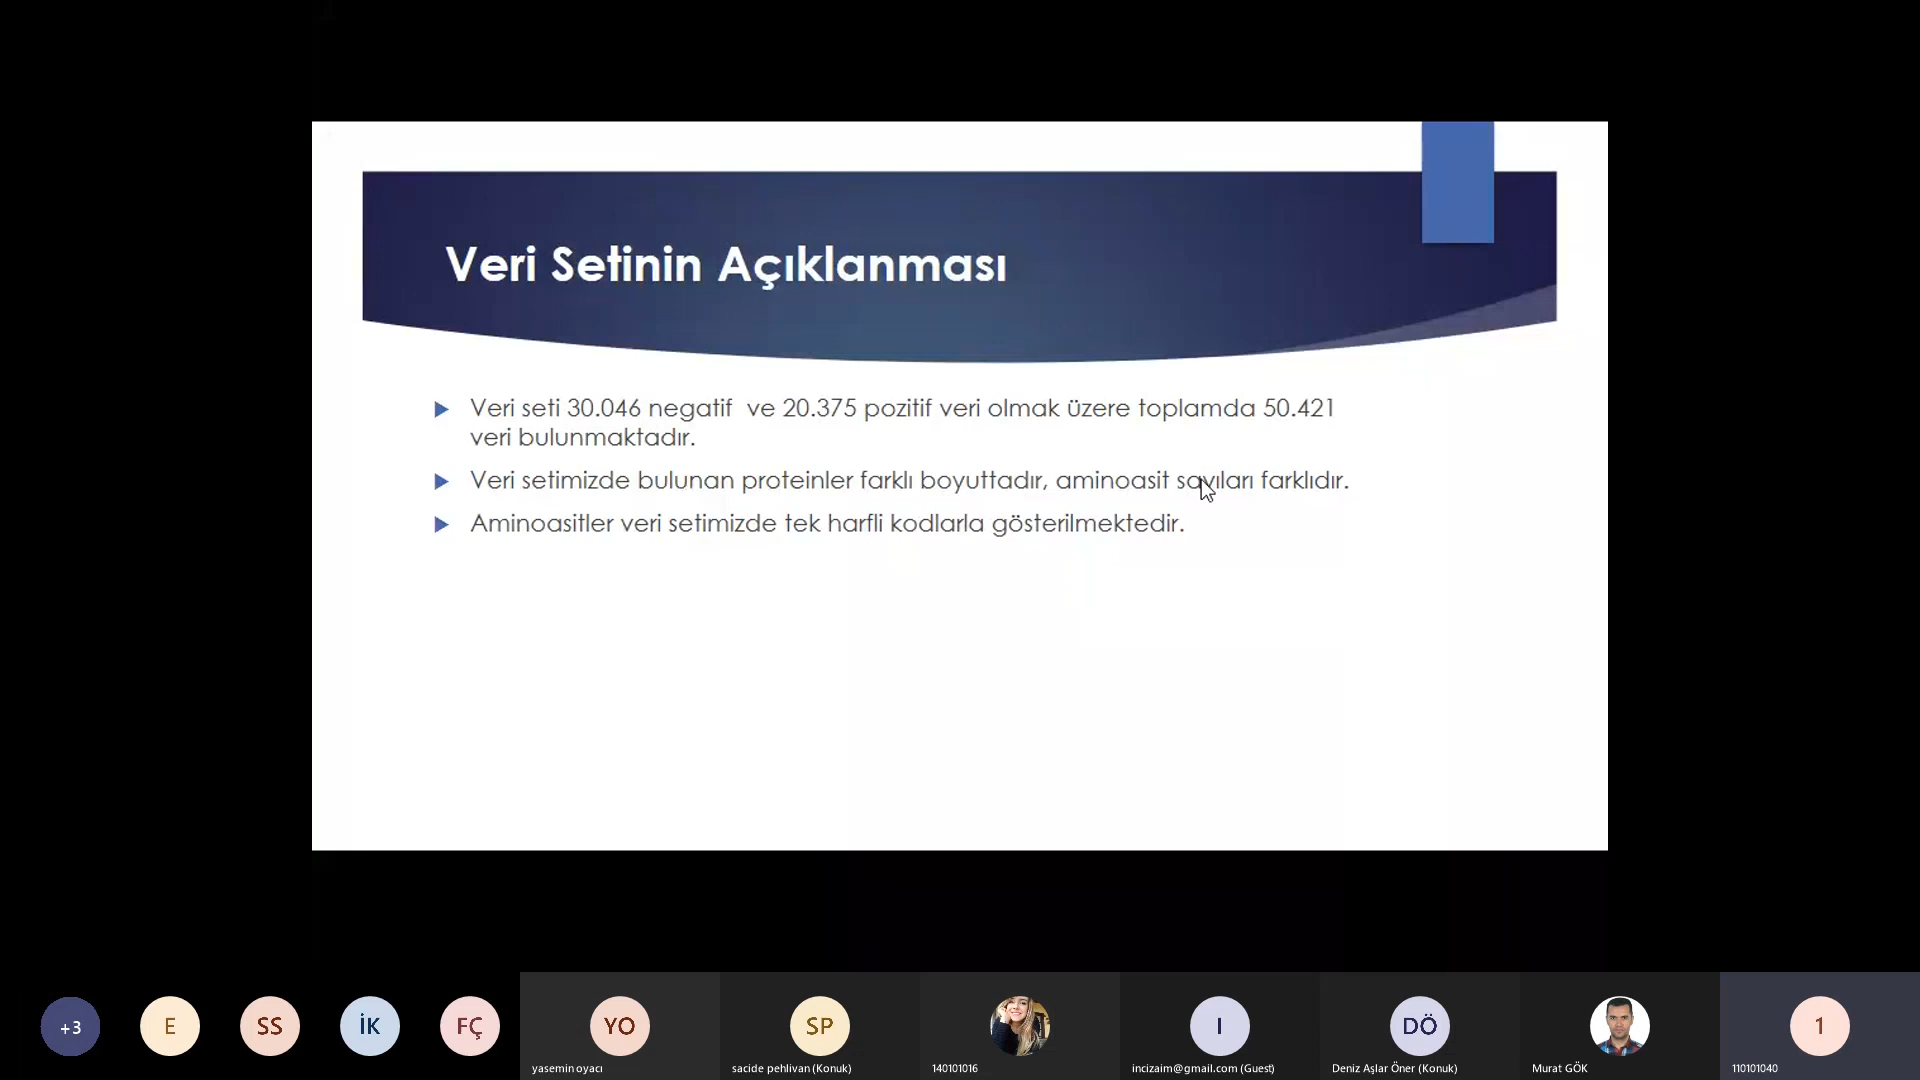 Veri Setinin Açıklanması
Veri seti 30.046 negatif  ve 20.375 pozitif veri olmak üzere toplamda 50.421
veri bulunmaktadır.
Veri setimizde bulunan proteinler farklı boyuttadır, aminoasit sayıları farklıdır.
Aminoasitler veri setimizde tek harfli kodlarla gösterilmektedir.
+3
E
SS
İK
FÇ
YO
SP
I
DÖ
1
yasemin oyacı
sacide pehlivan (Konuk)
140101016
incizaim@gmail.com (Guest)
Deniz Aşlar Öner (Konuk)
Murat GÖK
110101040